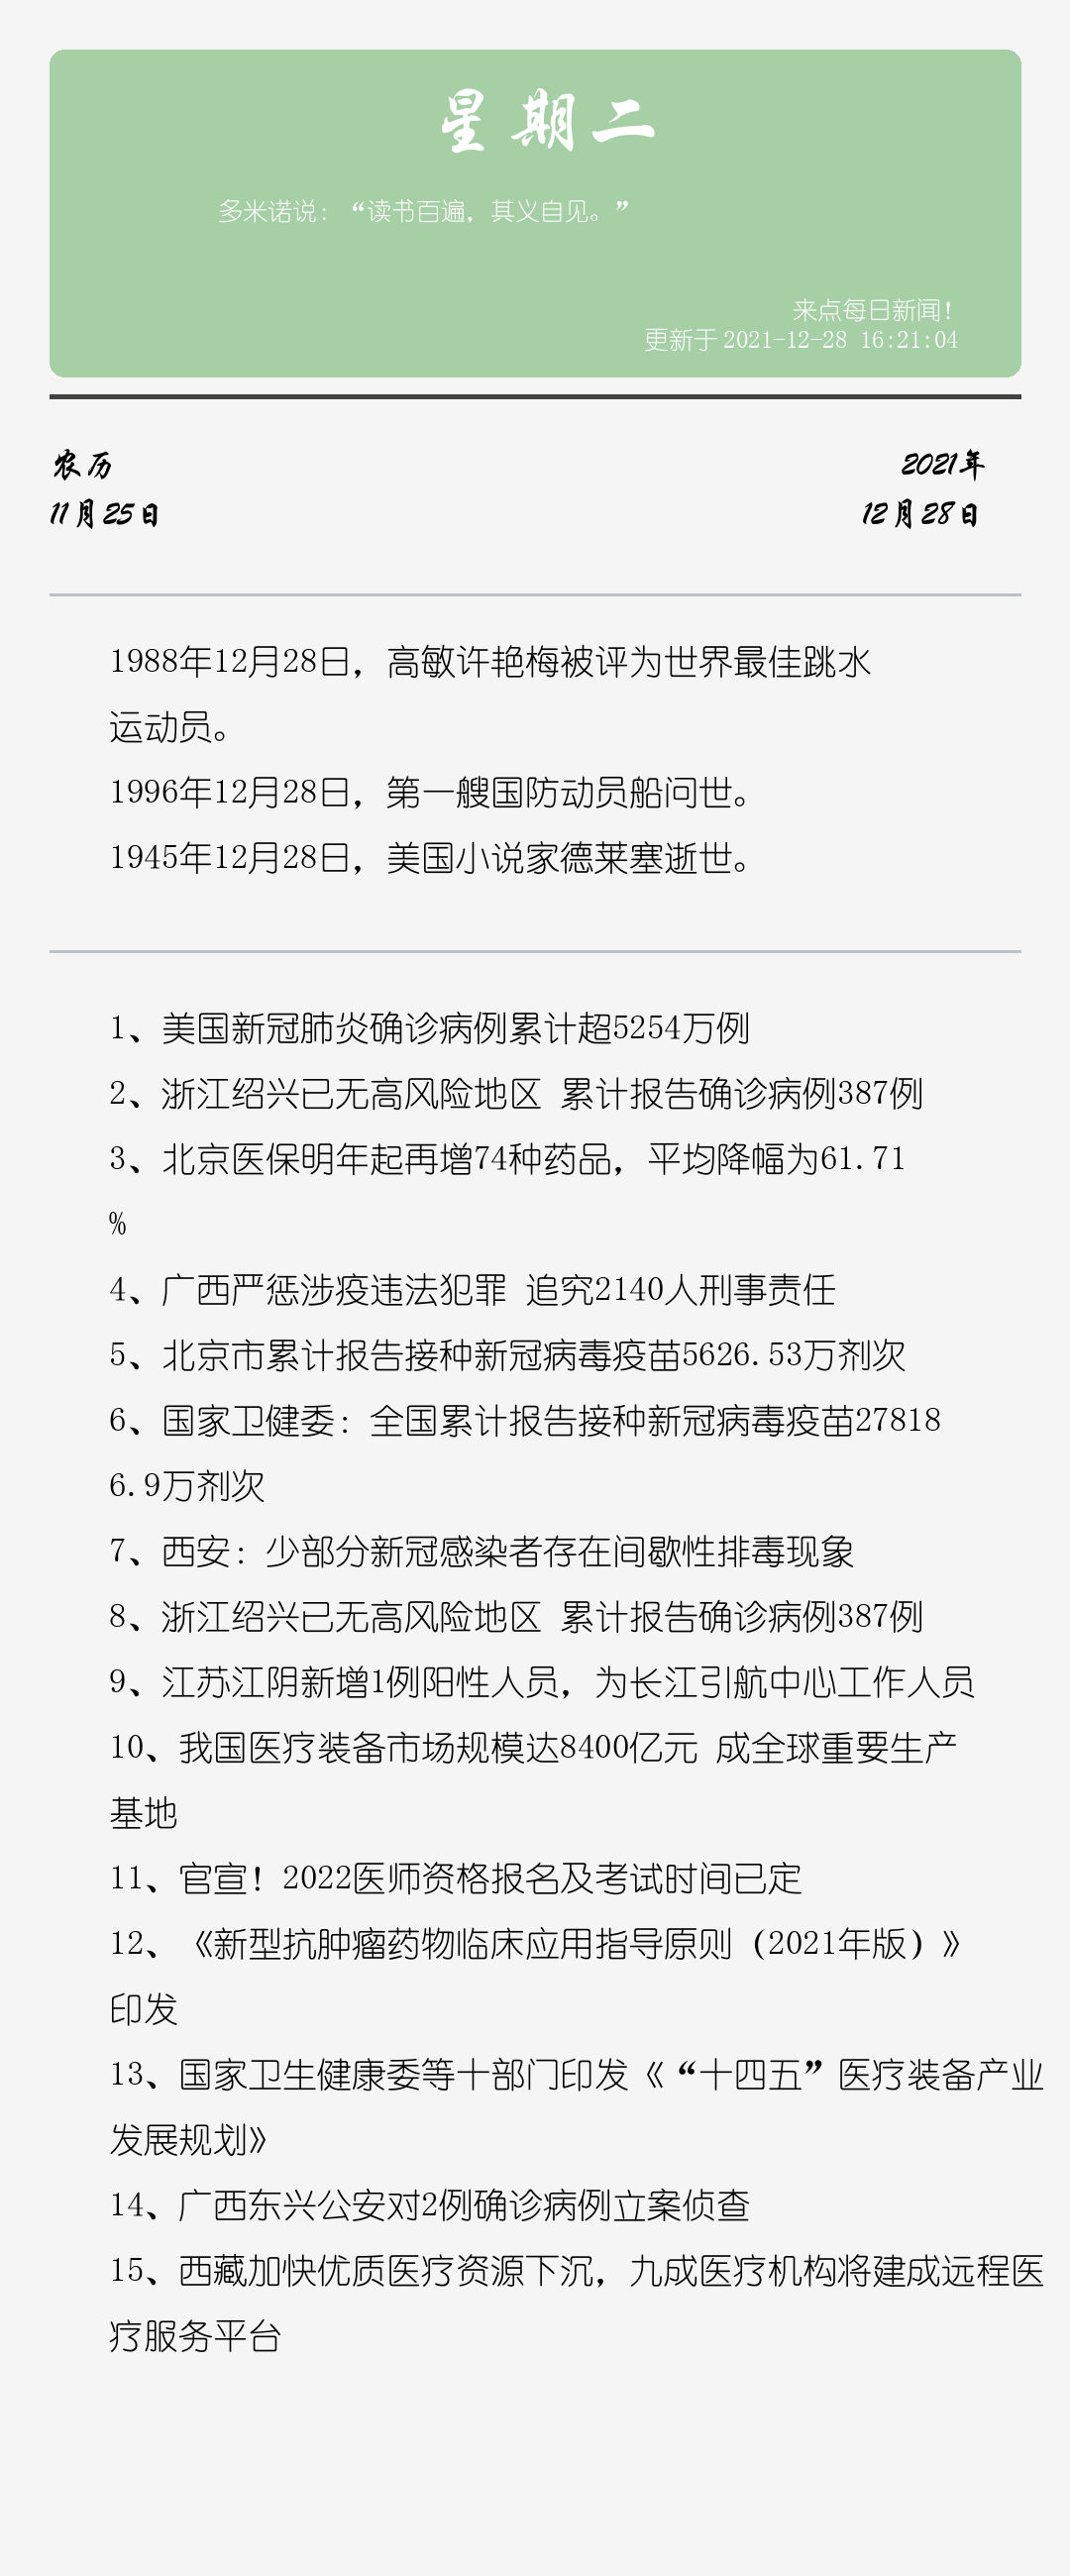 星期二
多米诺说：“读书百遍，其义自见。”
来点每日新闻！
更新于2021-12-28 16:21:04
农历
11月25日
2021年
12月28日
1988年12月28日，高敏许艳梅被评为世界最佳跳水
运动员。
1996年12月28日，第一艘国防动员船问世。
1945年12月28日，美国小说家德莱塞逝世。
1、美国新冠肺炎确诊病例累计超5254万例
2、浙江绍兴已无高风险地区 累计报告确诊病例387例
3、北京医保明年起再增74种药品，平均降幅为61.71
%
4、广西严惩涉疫违法犯罪 追究2140人刑事责任
5、北京市累计报告接种新冠病毒疫苗5626.53万剂次
6、国家卫健委：全国累计报告接种新冠病毒疫苗27818
6.9万剂次
7、西安：少部分新冠感染者存在间歇性排毒现象
8、浙江绍兴已无高风险地区 累计报告确诊病例387例
9、江苏江阴新增1例阳性人员，为长江引航中心工作人员
10、我国医疗装备市场规模达8400亿元 成全球重要生产
基地
11、官宣！2022医师资格报名及考试时间已定
12、《新型抗肿瘤药物临床应用指导原则（2021年版）》
印发
13、国家卫生健康委等十部门印发《“十四五”医疗装备产业
发展规划》
14、广西东兴公安对2例确诊病例立案侦查
15、西藏加快优质医疗资源下沉，九成医疗机构将建成远程医
疗服务平台